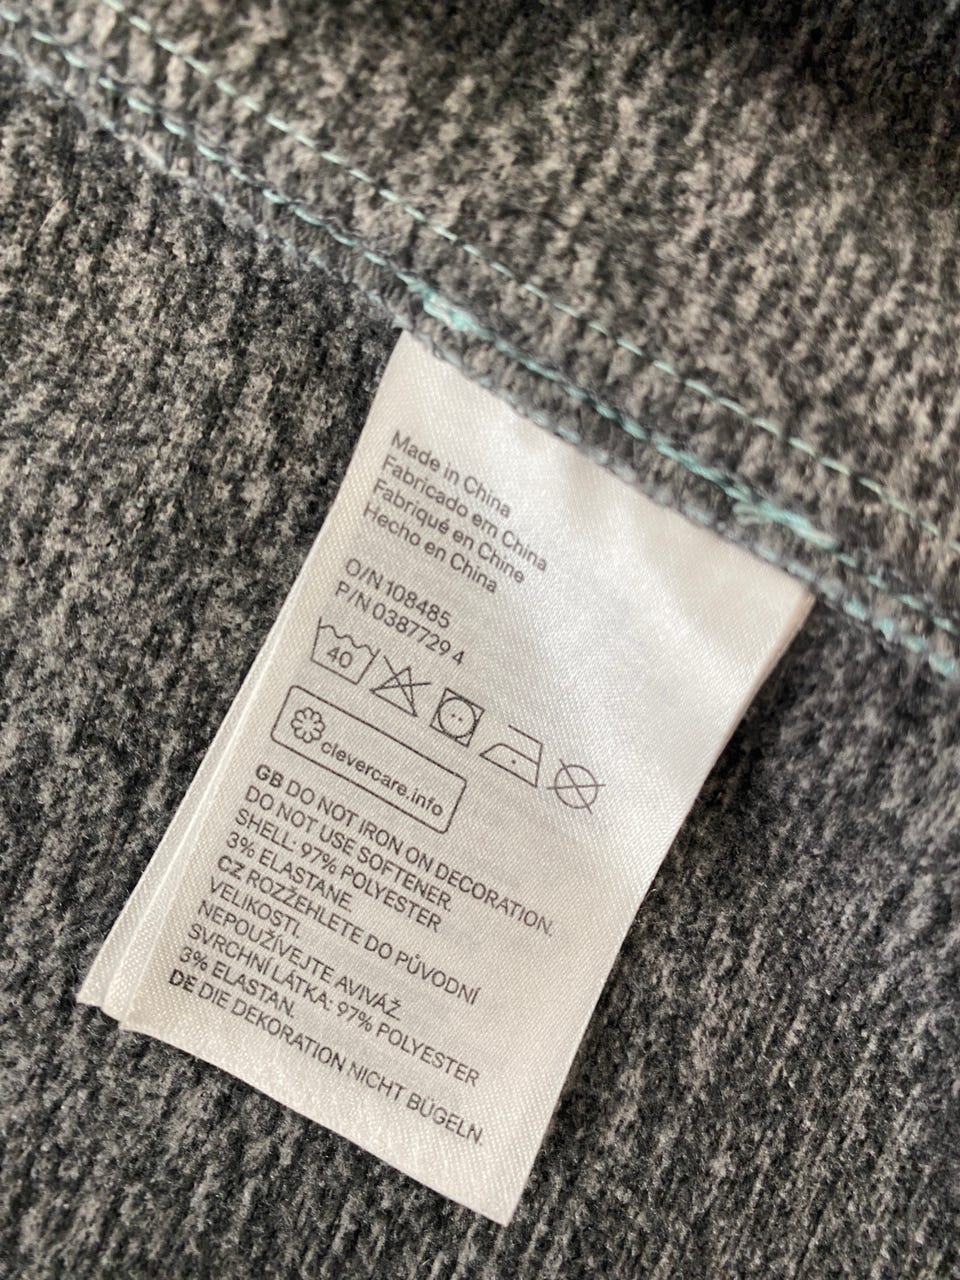 Made in China
Fabricado em China
Fabriqué en Chine
Hecho en China
O/N 108485
P/N 0387729 4
40
clevercare.info
GB DO NOT IRON ON DECORATION.
DO NOT USE SOFTENER.
SHELL: 97% POLYESTER
3% ELASTANE.
CZ ROZŽEHLETE DO PŮVODNÍ
VELIKOSTI.
NEPOUŽÍVEJTE AVIVÁŽ.
SVRCHNÍ LÁTKA: 97% POLYESTER
3% ELASTAN.
DE DIE DEKORATION NICHT BÜGELN.